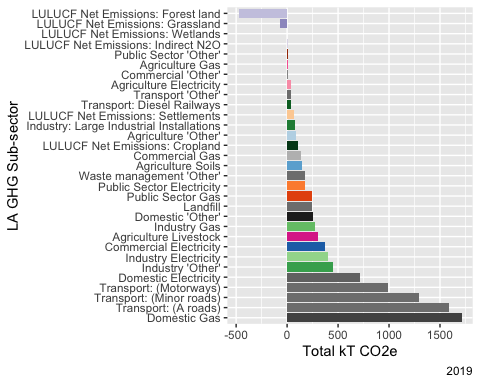 LULUCF Net Emissions: Forest land
LULUCF Net Emissions: Grassland
LULUCF Net Emissions: Wetlands
LULUCF Net Emissions: Indirect N2O
Public Sector 'Other'
Agriculture Gas
Commercial 'Other'
Agriculture Electricity
Transport 'Other'
Transport: Diesel Railways
LULUCF Net Emissions: Settlements
Industry: Large Industrial Installations
Agriculture 'Other'
LULUCF Net Emissions: Cropland
Commercial Gas
Agriculture Soils
Waste management 'Other'
Public Sector Electricity
Public Sector Gas
Landfill
Domestic 'Other'
Industry Gas
Agriculture Livestock
Commercial Electricity
Industry Electricity
Industry 'Other'
Domestic Electricity
Transport: (Motorways)
Transport: (Minor roads)
Transport: (A roads)
Domestic Gas
LA GHG Sub-sector
-500 0 500 1000 1500
Total kT CO2e
2019